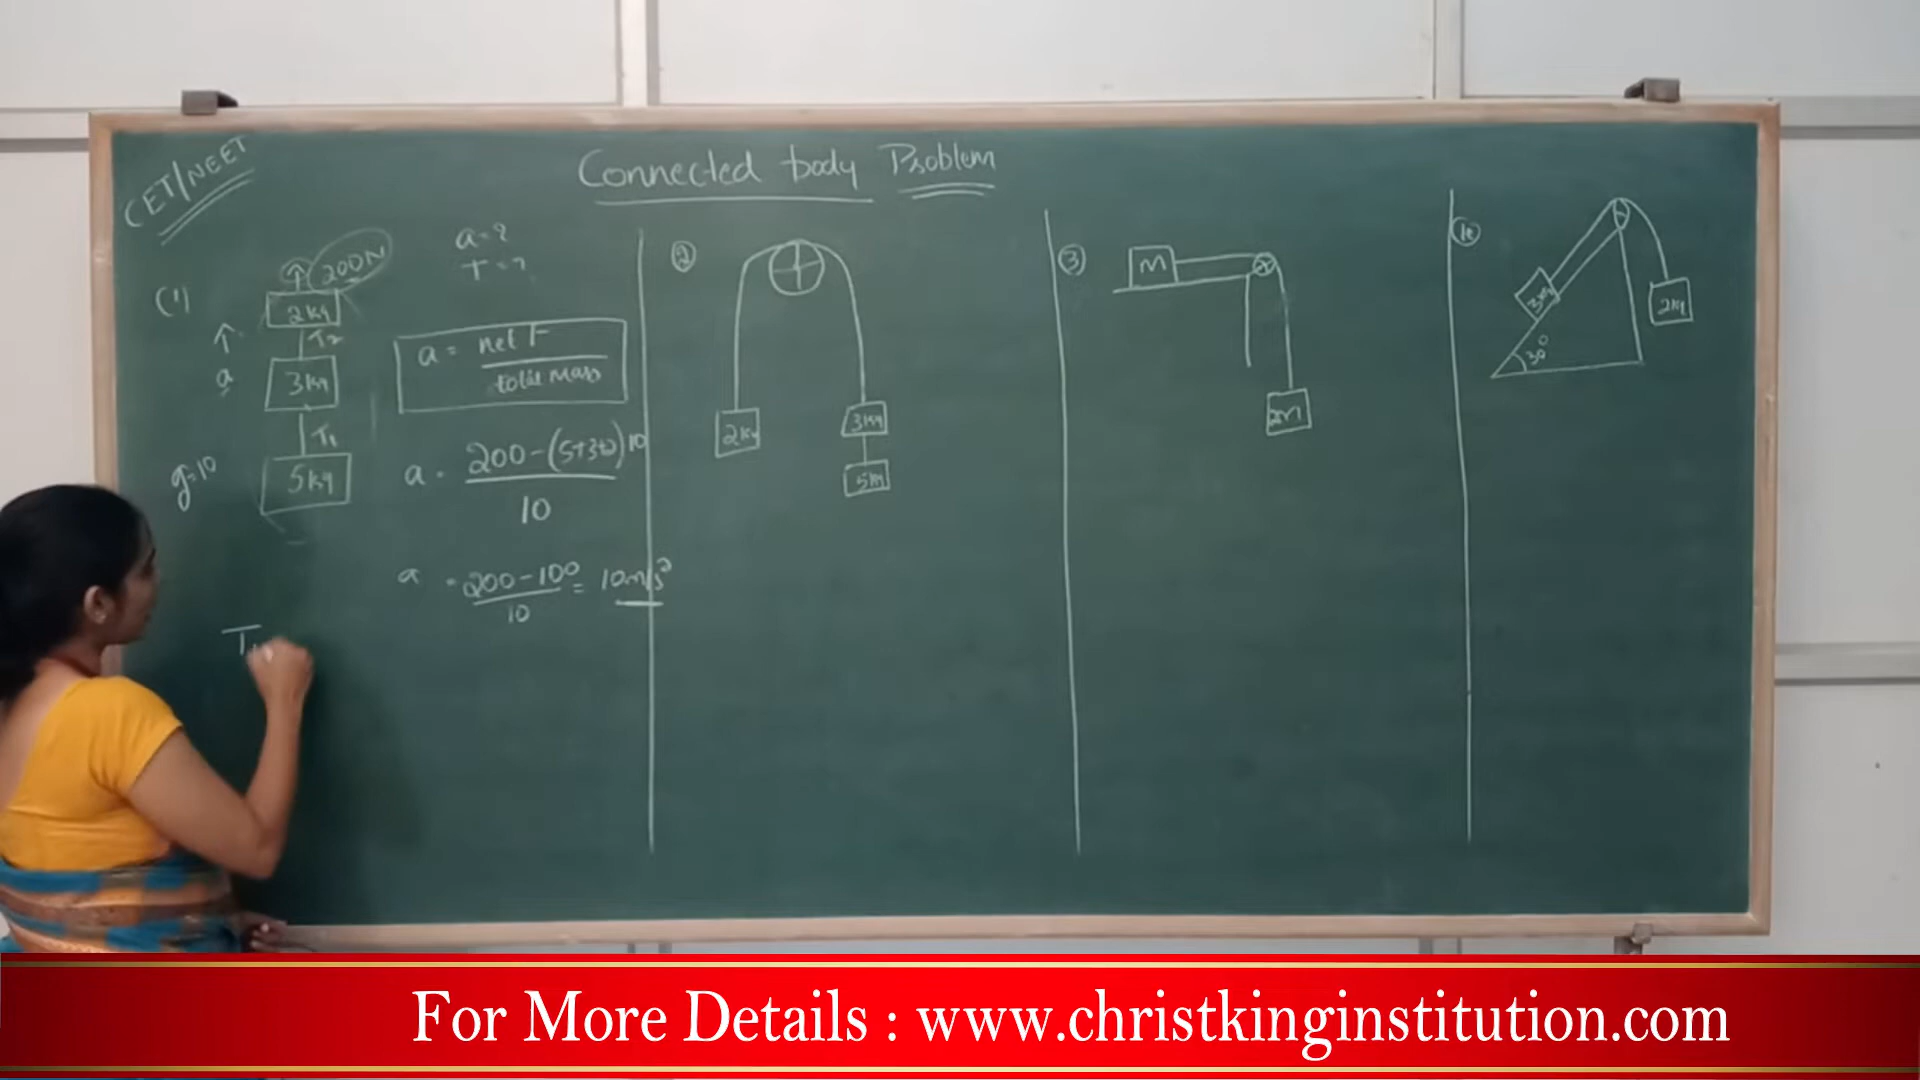 CET/NEET
Connected body Problem
(1)
200N
2kg
T2
a
3kg
T1
g=10
5kg
a=?
T=?
a = net F
total mass
a = 200-(5+3+2)10
10
a = 200-100 = 10m/s²
10
T1
2
2kg
3kg
5kg
3
m
2m
3kg
2kg
30°
For More Details : www.christkinginstitution.com